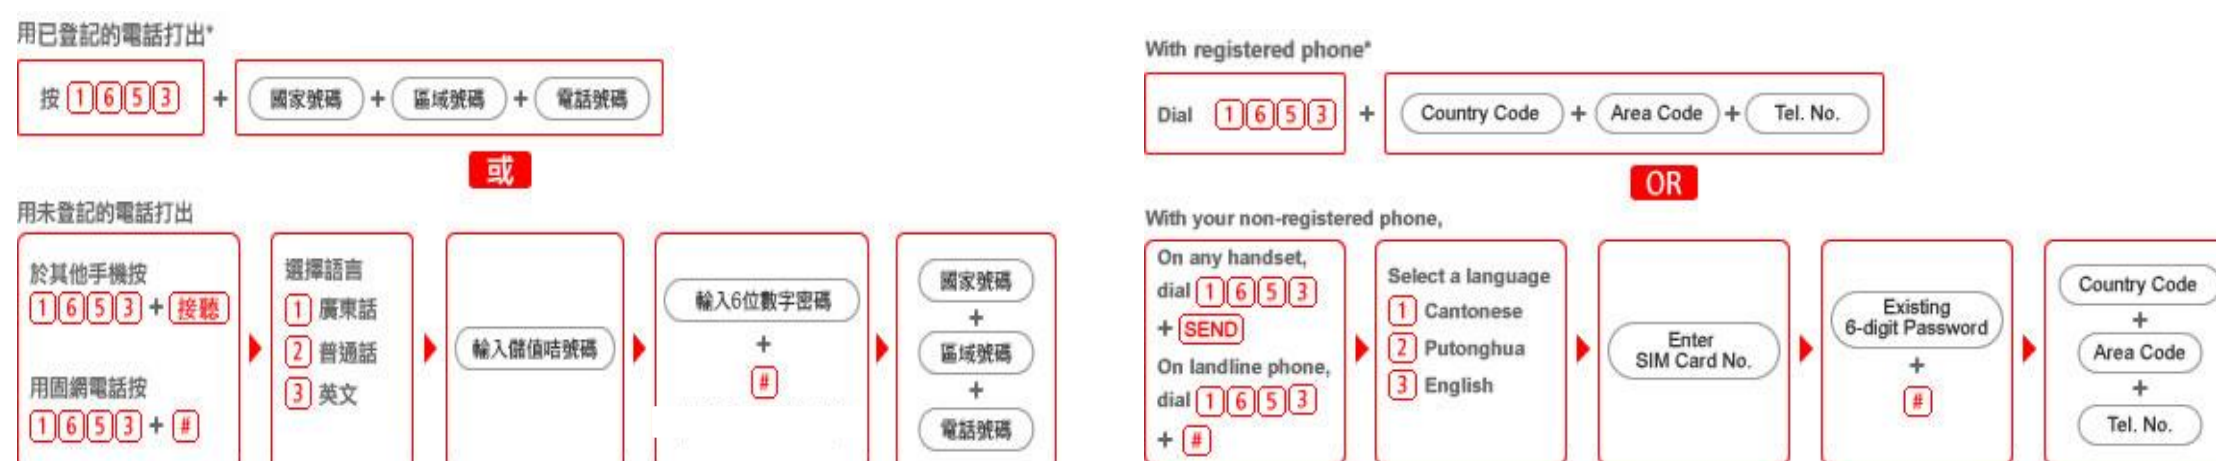 用已登記的電話打出*
按 1 6 5 3 + 國家號碼 + 區域號碼 + 電話號碼
或
用未登記的電話打出
於其他手機按
1 6 5 3 + 接聽
用固網電話按
1 6 5 3 + #
選擇語言
1 廣東話
2 普通話
3 英文
輸入儲值咭號碼
輸入6位數字密碼
+
#
國家號碼
+
區域號碼
+
電話號碼
With registered phone*
Dial 1 6 5 3 + Country Code + Area Code + Tel. No.
OR
With your non-registered phone,
On any handset,
dial 1 6 5 3
+ SEND
On landline phone,
dial 1 6 5 3
+ #
Select a language
1 Cantonese
2 Putonghua
3 English
Enter
SIM Card No.
Existing
6-digit Password
+
#
Country Code
+
Area Code
+
Tel. No.